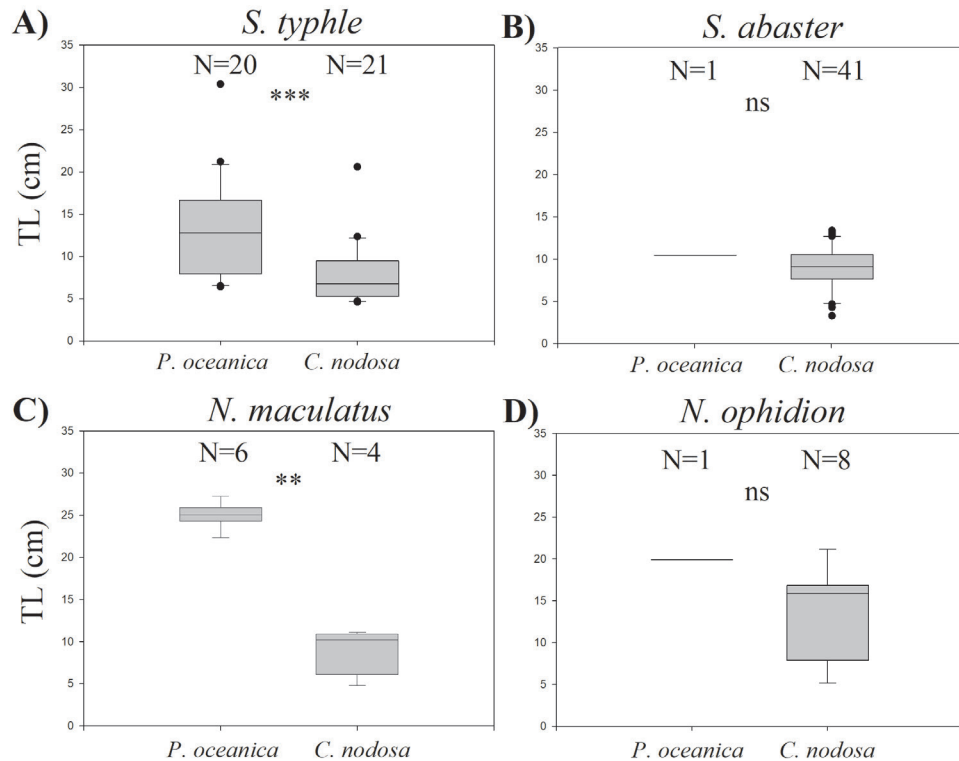 A) S. typhle
N=20 N=21
***
35
30
25
20
15
10
5
0
TL (cm)
P. oceanica C. nodosa
B) S. abaster
N=1 N=41
ns
35
30
25
20
15
10
5
0
P. oceanica C. nodosa
C) N. maculatus
N=6 N=4
**
35
30
25
20
15
10
5
0
TL (cm)
P. oceanica C. nodosa
D) N. ophidion
N=1 N=8
ns
35
30
25
20
15
10
5
0
P. oceanica C. nodosa